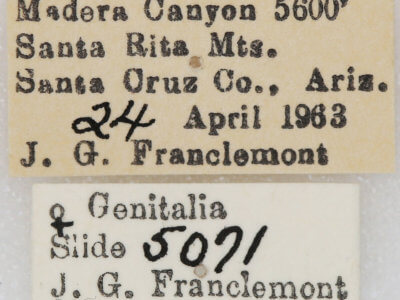 Madera Canyon 5600'
Santa Rita Mts.
Santa Cruz Co., Ariz.
24 April 1963
J. G. Franclemont
♀ Genitalia
Slide 5071
J. G. Franclemont